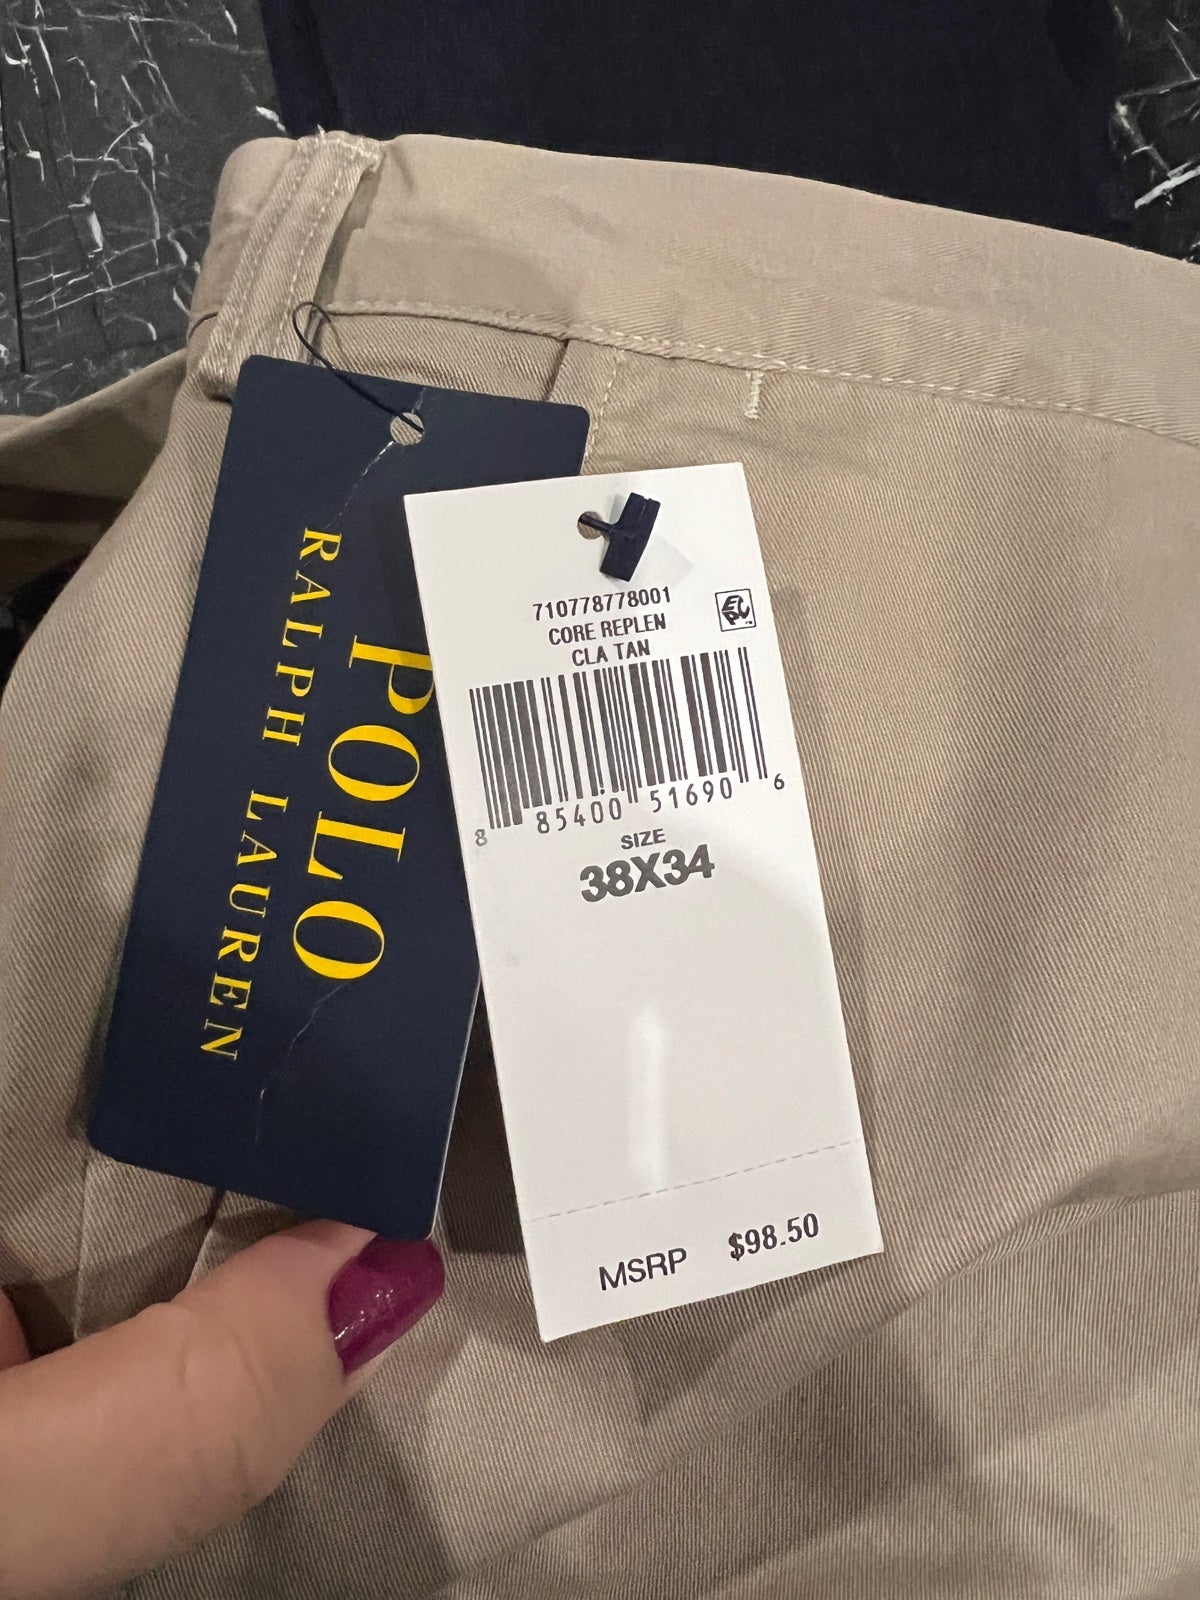 POLO
RALPH LAUREN
710778778001
CORE REPLEN
CLA TAN
8 85400 51690 6
SIZE
38X34
MSRP $98.50